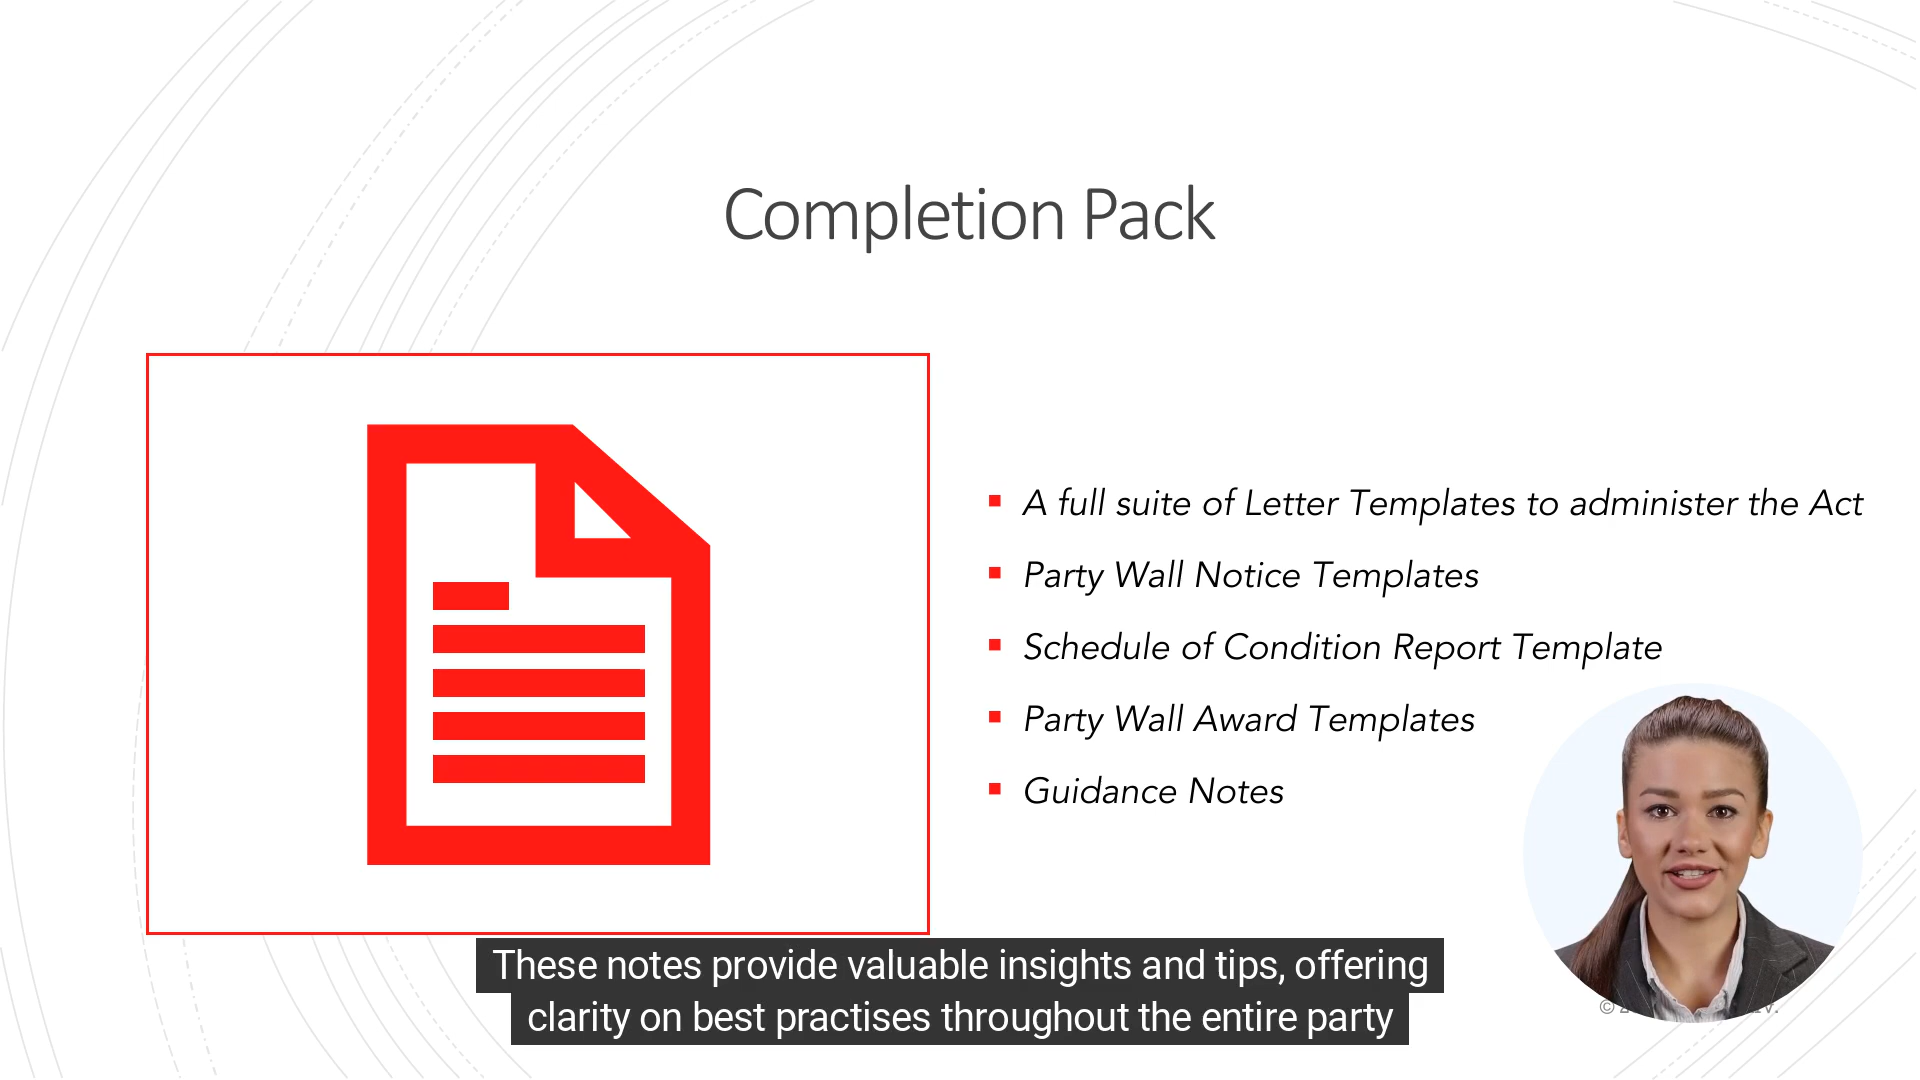 Completion Pack
A full suite of Letter Templates to administer the Act
Party Wall Notice Templates
Schedule of Condition Report Template
Party Wall Award Templates
Guidance Notes
These notes provide valuable insights and tips, offering
clarity on best practises throughout the entire party